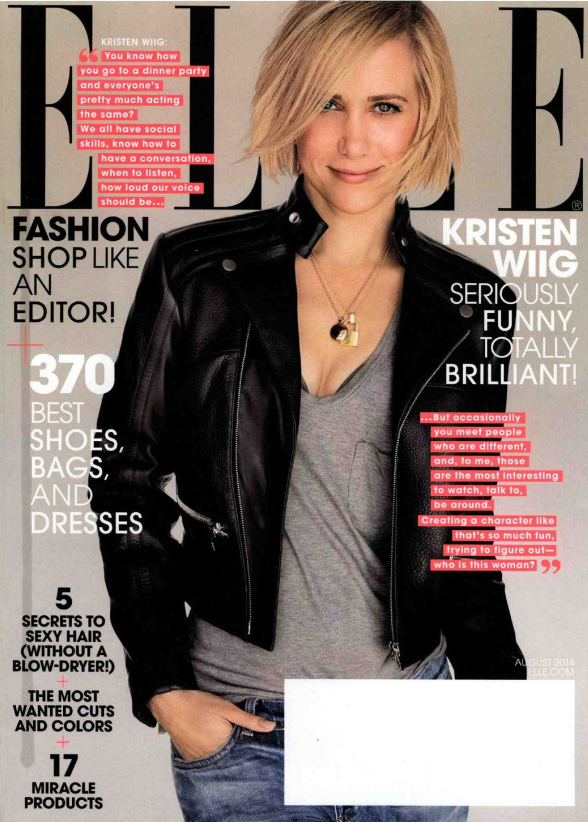 ELLE
®
KRISTEN WIIG:
“ You know how
you go to a dinner party
and everyone's
pretty much acting
the same?
We all have social
skills, know how to
have a conversation,
when to listen,
how loud our voice
should be...
FASHION
SHOP LIKE
AN
EDITOR!
+
370
BEST
SHOES,
BAGS,
AND
DRESSES
5
SECRETS TO
SEXY HAIR
(WITHOUT A
BLOW-DRYER!)
+
THE MOST
WANTED CUTS
AND COLORS
+
17
MIRACLE
PRODUCTS
KRISTEN
WIIG
SERIOUSLY
FUNNY,
TOTALLY
BRILLIANT!
...But occasionally
you meet people
who are different,
and, to me, those
are the most interesting
to watch, talk to,
be around.
Creating a character like
that's so much fun,
trying to figure out—
who is this woman? ”
AUGUST 2014
ELLE.COM